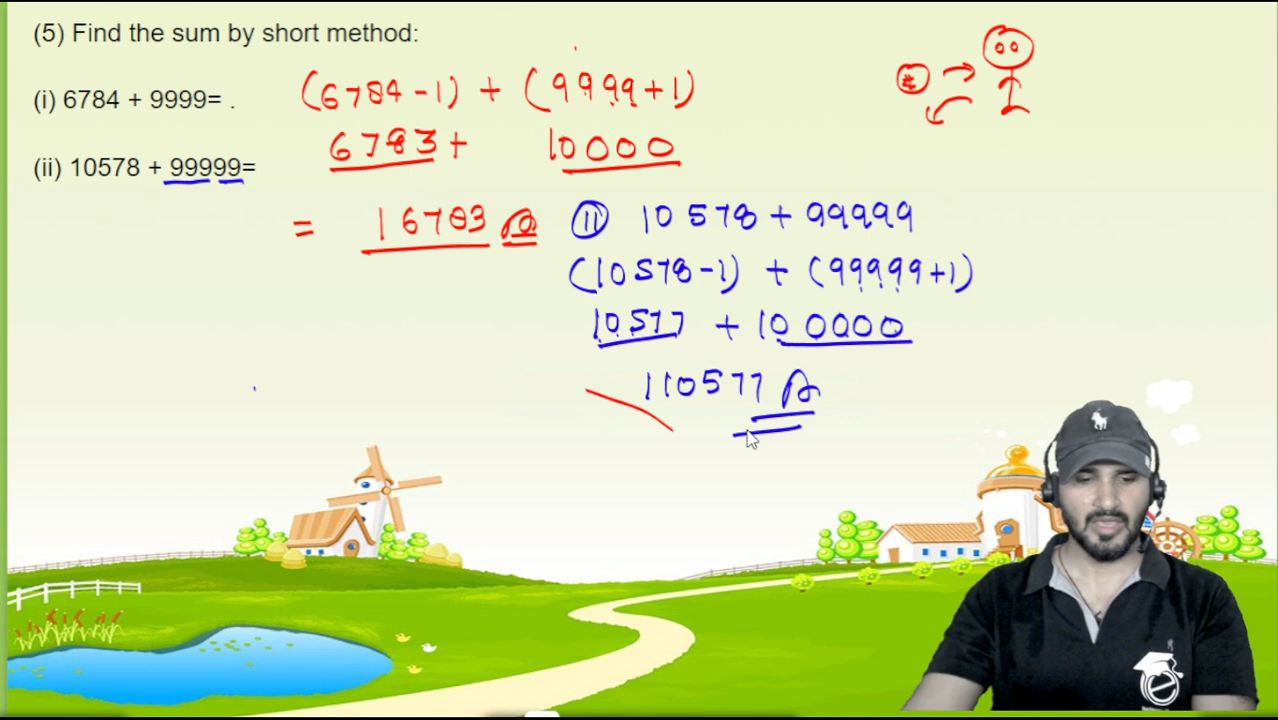 (5) Find the sum by short method:
(i) 6784 + 9999= .
(6784 - 1) + (9999 + 1)
6783 + 10000
= 16783
(ii) 10578 + 99999=
(ii) 10578 + 99999
(10578 - 1) + (99999 + 1)
10577 + 100000
110577